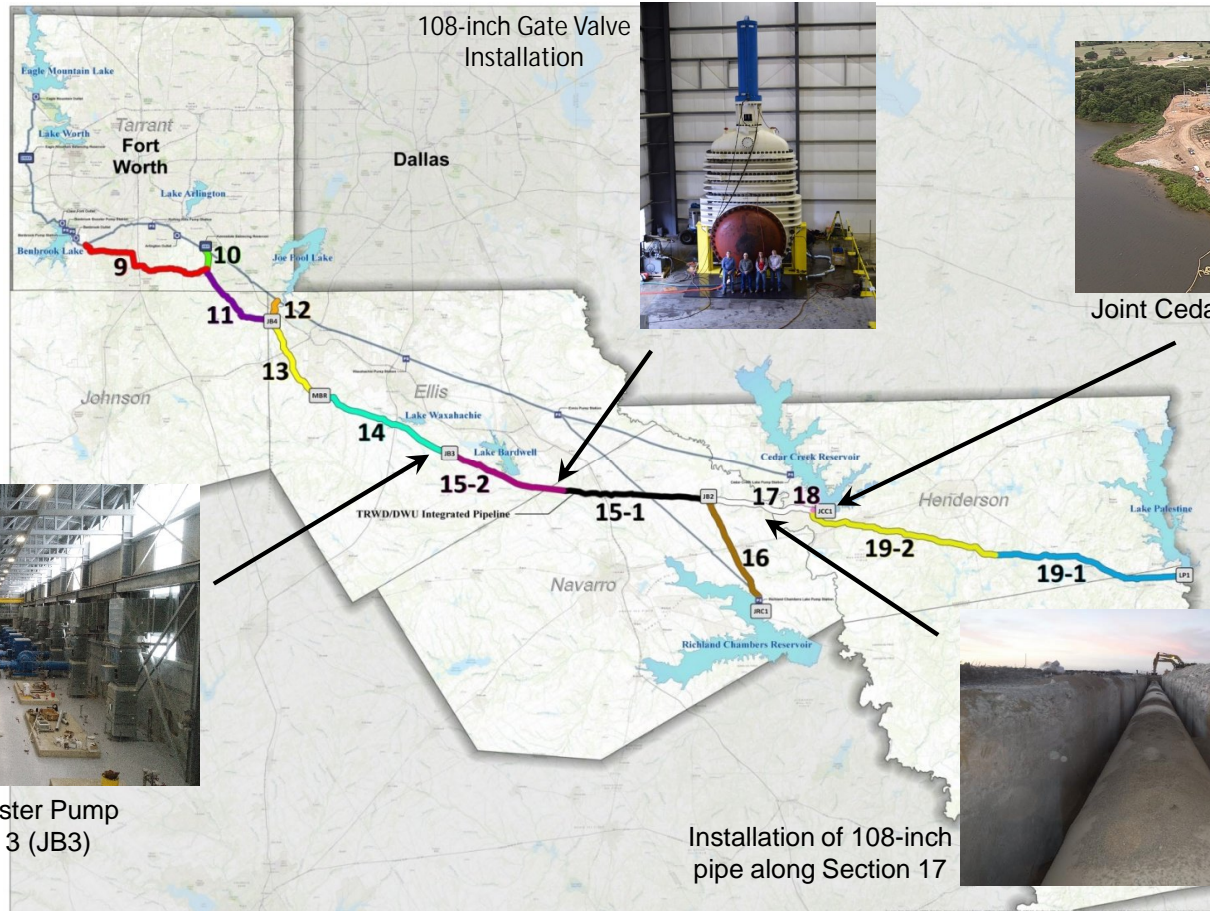 108-inch Gate Valve
Installation
Eagle Mountain Lake
Lake Worth
Tarrant
Fort
Worth
Dallas
Lake Arlington
Benbrook Lake
9
10
Joe Pool Lake
11
12
JB4
Joint Ceda
13
Johnson
Ellis
MBR
14
Lake Waxahachie
JB3
Lake Bardwell
15-2
TRWD/DWU Integrated Pipeline
15-1
JB2
Cedar Creek Reservoir
17
18
JCC1
Henderson
Lake Palestine
19-2
19-1
LP1
16
Navarro
JRC1
Richland Chambers Reservoir
ster Pump
3 (JB3)
Installation of 108-inch
pipe along Section 17